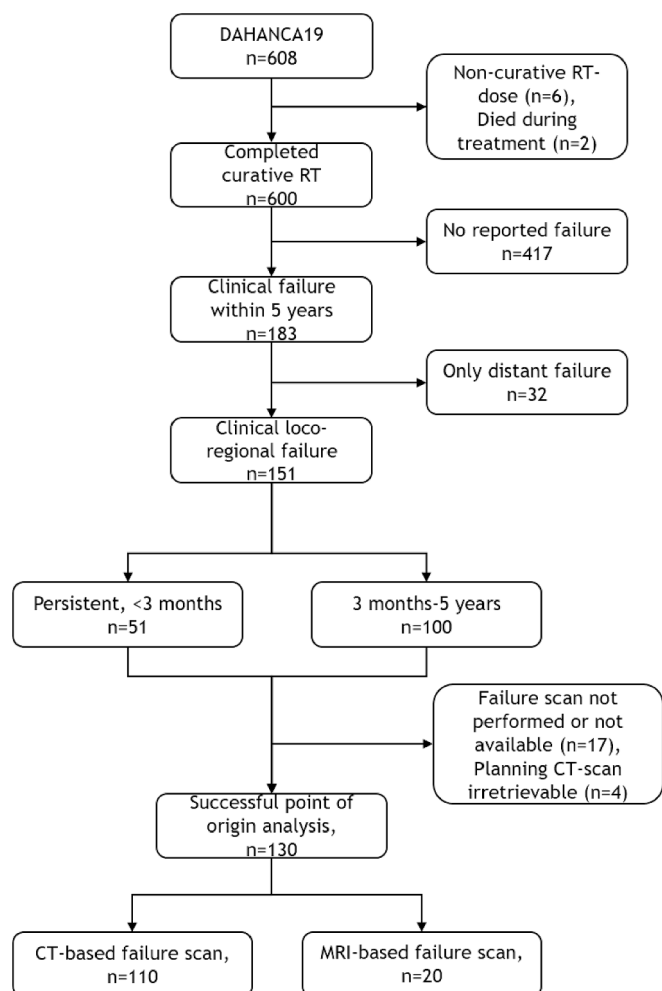 DAHANCA19
n=608
Non-curative RT-
dose (n=6),
Died during
treatment (n=2)
Completed
curative RT
n=600
No reported failure
n=417
Clinical failure
within 5 years
n=183
Only distant failure
n=32
Clinical loco-
regional failure
n=151
Persistent, <3 months
n=51
3 months-5 years
n=100
Failure scan not
performed or not
available (n=17),
Planning CT-scan
irretrievable (n=4)
Successful point of
origin analysis,
n=130
CT-based failure scan,
n=110
MRI-based failure scan,
n=20